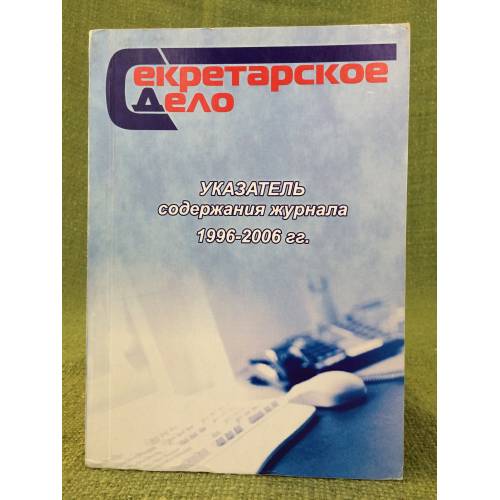 Секретарское
Дело
УКАЗАТЕЛЬ
содержания журнала
1996-2006 гг.